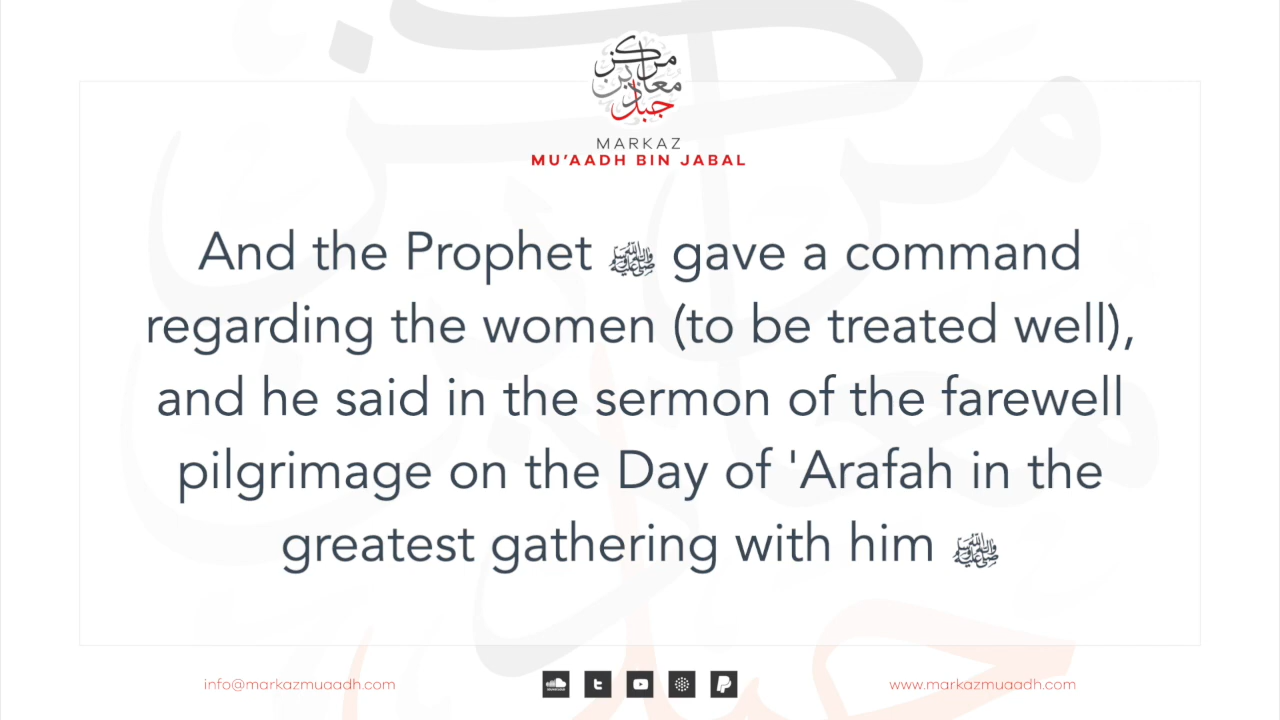 مركز
معاذ بن
جبل
MARKAZ
MU'AADH BIN JABAL
And the Prophet ﷺ gave a command
regarding the women (to be treated well),
and he said in the sermon of the farewell
pilgrimage on the Day of 'Arafah in the
greatest gathering with him ﷺ
info@markazmuaadh.com
www.markazmuaadh.com